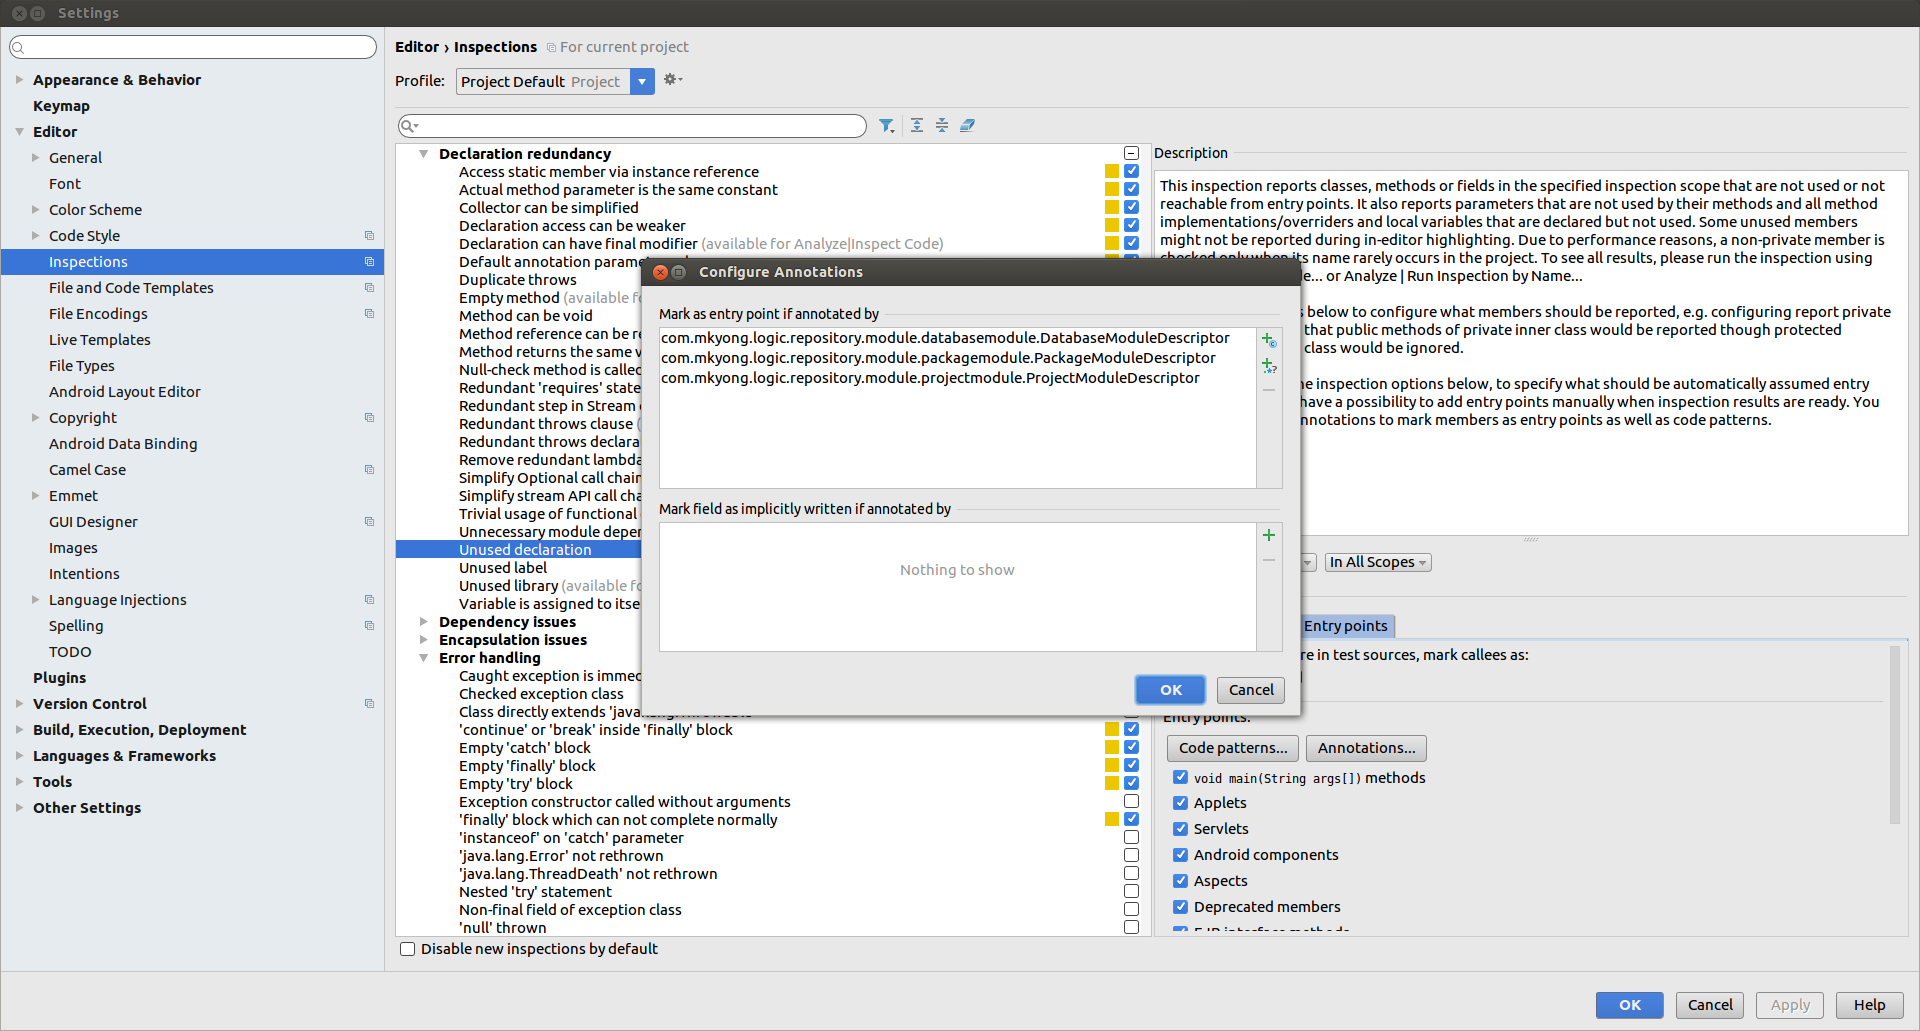 Settings
Appearance & Behavior
Keymap
Editor
General
Font
Color Scheme
Code Style
Inspections
File and Code Templates
File Encodings
Live Templates
File Types
Android Layout Editor
Copyright
Android Data Binding
Camel Case
Emmet
GUI Designer
Images
Intentions
Language Injections
Spelling
TODO
Plugins
Version Control
Build, Execution, Deployment
Languages & Frameworks
Tools
Other Settings
Editor › Inspections For current project
Profile: Project Default Project
Declaration redundancy
Access static member via instance reference
Actual method parameter is the same constant
Collector can be simplified
Declaration access can be weaker
Declaration can have final modifier (available for Analyze|Inspect Code)
Default annotation parameter
Duplicate throws
Empty method (available
Method can be void
Method reference can be
Method returns the same
Null-check method is called
Redundant 'requires'
Redundant step in Stream
Redundant throws clause
Redundant throws
Remove redundant
Simplify Optional call
Simplify stream API call
Trivial usage of functional
Unnecessary module
Unused declaration
Unused label
Unused library (available
Variable is assigned to
Dependency issues
Encapsulation issues
Error handling
Caught exception is
Checked exception class
Class directly extends
'continue' or 'break' inside 'finally' block
Empty 'catch' block
Empty 'finally' block
Empty 'try' block
Exception constructor called without arguments
'finally' block which can not complete normally
'instanceof' on 'catch' parameter
'java.lang.Error' not rethrown
'java.lang.ThreadDeath' not rethrown
Nested 'try' statement
Non-final field of exception class
'null' thrown
Disable new inspections by default
Configure Annotations
Mark as entry point if annotated by
com.mkyong.logic.repository.module.databasemodule.DatabaseModuleDescriptor
com.mkyong.logic.repository.module.packagemodule.PackageModuleDescriptor
com.mkyong.logic.repository.module.projectmodule.ProjectModuleDescriptor
Mark field as implicitly written if annotated by
Nothing to show
OK Cancel
Description
This inspection reports classes, methods or fields in the specified inspection scope that are not used or not
reachable from entry points. It also reports parameters that are not used by their methods and all method
implementations/overriders and local variables that are declared but not used. Some unused members
might not be reported during in-editor highlighting. Due to performance reasons, a non-private member is
checked only when its name rarely occurs in the project. To see all results, please run the inspection using
or Analyze | Run Inspection by Name...
below to configure what members should be reported, e.g. configuring report private
that public methods of private inner class would be reported though protected
class would be ignored.
inspection options below, to specify what should be automatically assumed entry
have a possibility to add entry points manually when inspection results are ready. You
to mark members as entry points as well as code patterns.
In All Scopes
Entry points
in test sources, mark callees as:
Entry points:
Code patterns... Annotations...
void main(String args[]) methods
Applets
Servlets
Android components
Aspects
Deprecated members
OK Cancel Apply Help